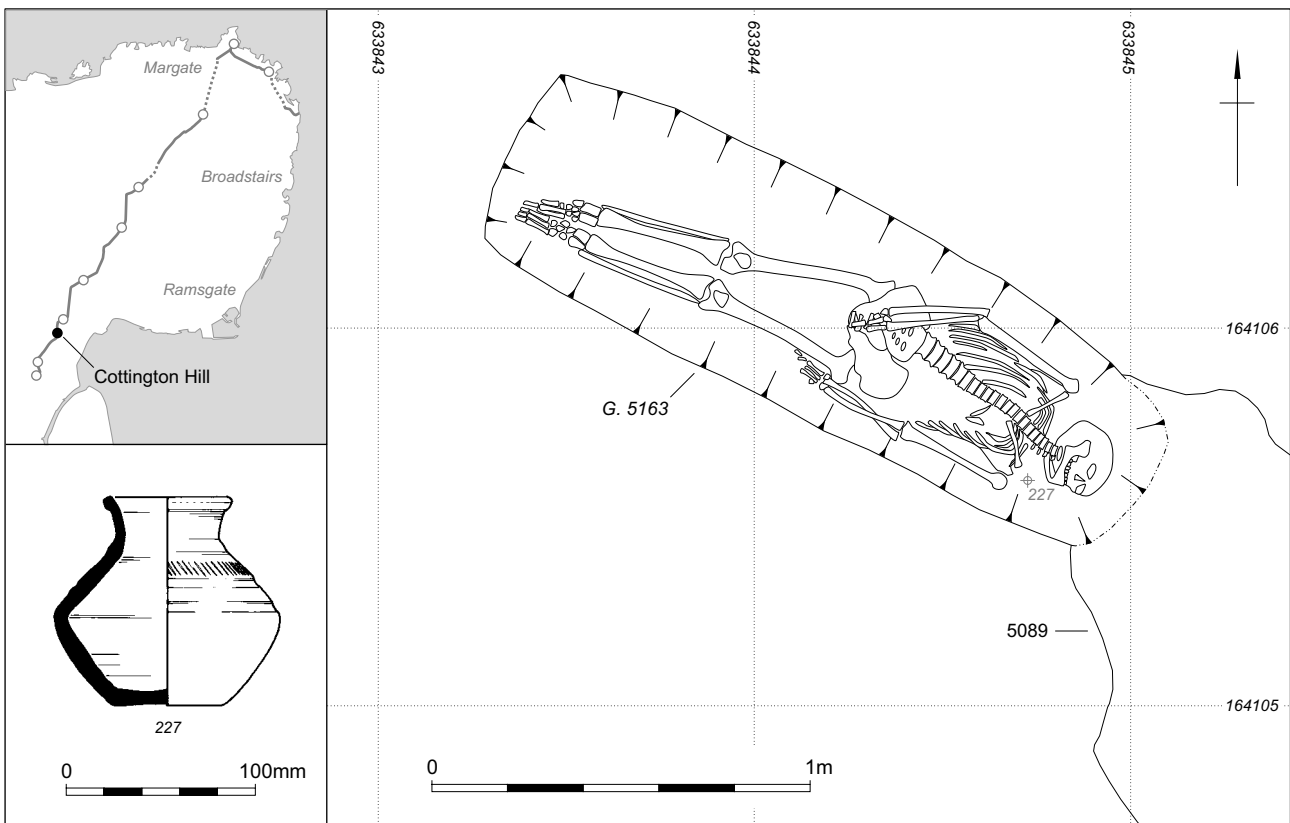 Margate
Broadstairs
Ramsgate
Cottington Hill
227
0 100mm
633843
633844
633845
164106
G. 5163
227
5089
164105
0 1m